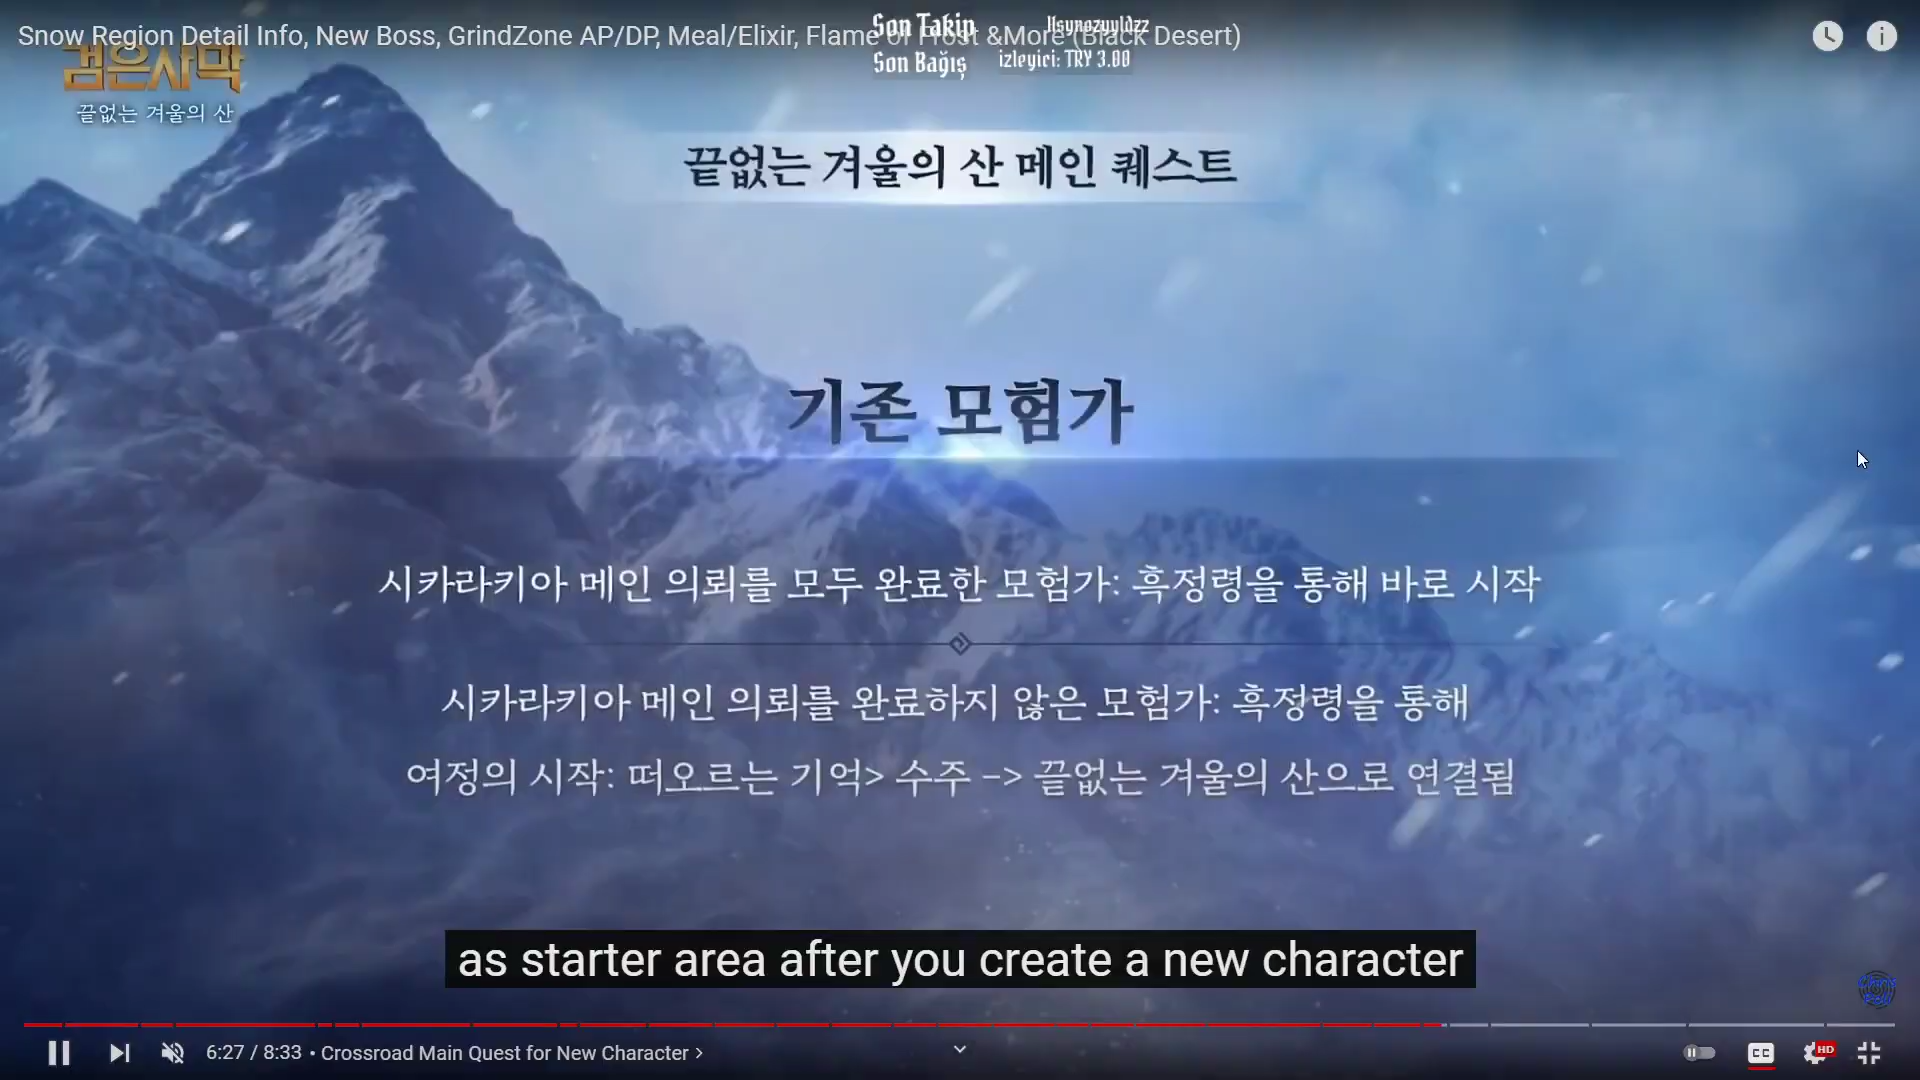 Snow Region Detail Info, New Boss, GrindZone AP/DP, Meal/Elixir, Flame of Frost &More (Black Desert)
Son Takip
Son Bağış
izleyici: TRY 3.00
검은사막
끝없는 겨울의 산
끝없는 겨울의 산 메인 퀘스트
기존 모험가
시카라키아 메인 의뢰를 모두 완료한 모험가: 흑정령을 통해 바로 시작
시카라키아 메인 의뢰를 완료하지 않은 모험가: 흑정령을 통해
여정의 시작: 떠오르는 기억> 수주 -> 끝없는 겨울의 산으로 연결됨
as starter area after you create a new character
6:27 / 8:33 • Crossroad Main Quest for New Character >
CC
HD